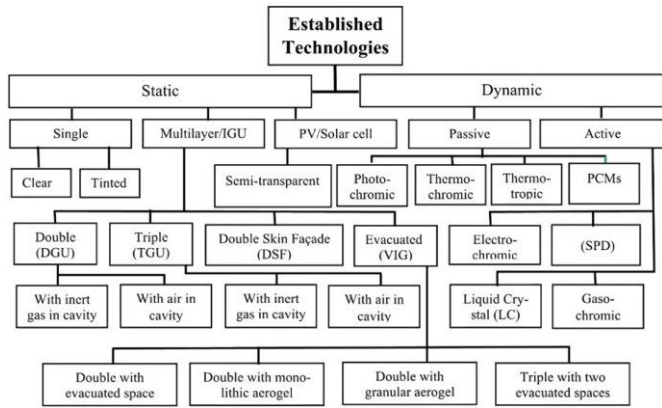 Established
Technologies
Static
Dynamic
Single
Multilayer/IGU
PV/Solar cell
Passive
Active
Clear
Tinted
Semi-transparent
Photo-
chromic
Thermo-
chromic
Thermo-
tropic
PCMs
Double
(DGU)
Triple
(TGU)
Double Skin Façade
(DSF)
Evacuated
(VIG)
Electro-
chromic
(SPD)
With inert
gas in cavity
With air in
cavity
With inert
gas in cavity
With air in
cavity
Liquid Cry-
stal (LC)
Gaso-
chromic
Double with
evacuated space
Double with mono-
lithic aerogel
Double with
granular aerogel
Triple with two
evacuated spaces